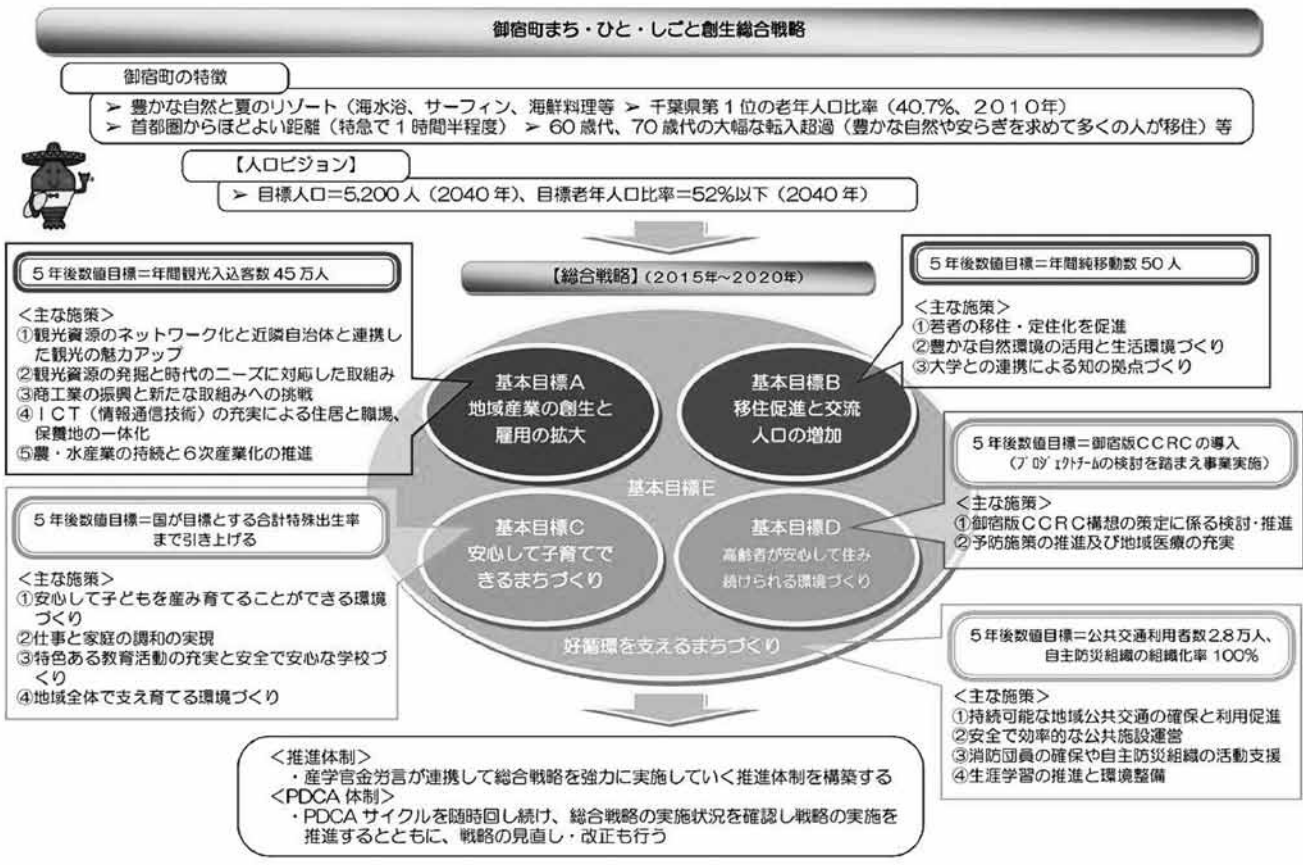 御宿町まち・ひと・しごと創生総合戦略
御宿町の特徴
➢ 豊かな自然と夏のリゾート（海水浴、サーフィン、海鮮料理等 ➢ 千葉県第1位の老年人口比率（40.7%、2010年）
➢ 首都圏からほどよい距離（特急で1時間半程度） ➢ 60歳代、70歳代の大幅な転入超過（豊かな自然や安らぎを求めて多くの人が移住）等
【人口ビジョン】
➢ 目標人口＝5,200人（2040年）、目標老年人口比率＝52%以下（2040年）
【総合戦略】(2015年～2020年)
5年後数値目標＝年間観光入込客数45万人
＜主な施策＞
①観光資源のネットワーク化と近隣自治体と連携し
た観光の魅力アップ
②観光資源の発掘と時代のニーズに対応した取組み
③商工業の振興と新たな取組みへの挑戦
④ＩＣＴ（情報通信技術）の充実による住居と職場、
保養地の一体化
⑤農・水産業の持続と6次産業化の推進
5年後数値目標＝年間純移動数50人
＜主な施策＞
①若者の移住・定住化を促進
②豊かな自然環境の活用と生活環境づくり
③大学との連携による知の拠点づくり
基本目標A
地域産業の創生と
雇用の拡大
基本目標B
移住促進と交流
人口の増加
基本目標E
基本目標C
安心して子育てで
きるまちづくり
基本目標D
高齢者が安心して住み
続けられる環境づくり
好循環を支えるまちづくり
5年後数値目標＝国が目標とする合計特殊出生率
まで引き上げる
＜主な施策＞
①安心して子どもを産み育てることができる環境
づくり
②仕事と家庭の調和の実現
③特色ある教育活動の充実と安全で安心な学校づ
くり
④地域全体で支え育てる環境づくり
5年後数値目標＝御宿版ＣＣＲＣの導入
（ﾌﾟﾛｼﾞｪｸﾄﾁｰﾑの検討を踏まえ事業実施）
＜主な施策＞
①御宿版ＣＣＲＣ構想の策定に係る検討・推進
②予防施策の推進及び地域医療の充実
5年後数値目標＝公共交通利用者数2.8万人、
自主防災組織の組織化率100%
＜主な施策＞
①持続可能な地域公共交通の確保と利用促進
②安全で効率的な公共施設運営
③消防団員の確保や自主防災組織の活動支援
④生涯学習の推進と環境整備
＜推進体制＞
・産学官金労言が連携して総合戦略を強力に実施していく推進体制を構築する
＜PDCA体制＞
・PDCAサイクルを随時回し続け、総合戦略の実施状況を確認し戦略の実施を
推進するとともに、戦略の見直し・改正も行う